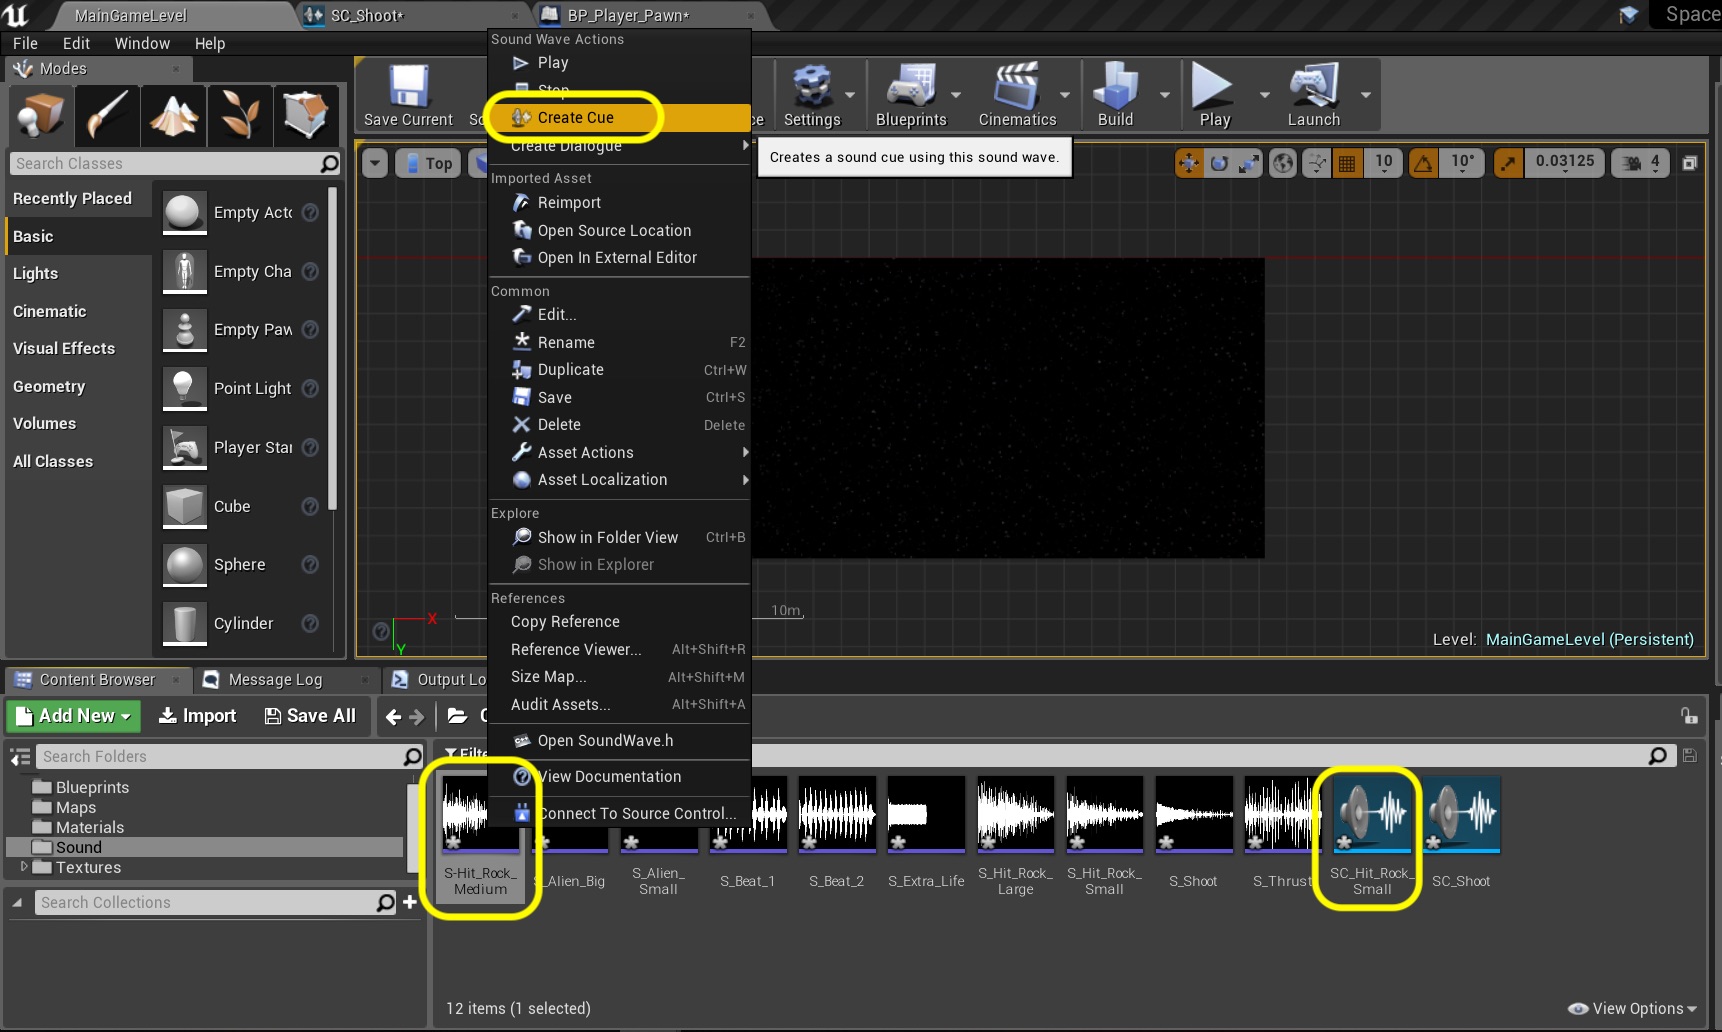 MainGameLevel
SC_Shoot*
BP_Player_Pawn*
Space
File Edit Window Help
Modes
Save Current
Settings
Blueprints
Cinematics
Build
Play
Launch
Search Classes
Recently Placed
Basic
Lights
Cinematic
Visual Effects
Geometry
Volumes
All Classes
Empty Acto
Empty Cha
Empty Paw
Point Light
Player Star
Cube
Sphere
Cylinder
Sound Wave Actions
Play
Stop
Create Cue
Create Dialogue
Creates a sound cue using this sound wave.
Imported Asset
Reimport
Open Source Location
Open In External Editor
Common
Edit...
Rename F2
Duplicate Ctrl+W
Save Ctrl+S
Delete Delete
Asset Actions
Asset Localization
Explore
Show in Folder View Ctrl+B
Show in Explorer
References
Copy Reference
Reference Viewer... Alt+Shift+R
Size Map... Alt+Shift+M
Audit Assets... Alt+Shift+A
Open SoundWave.h
View Documentation
Connect To Source Control...
Top
10
10°
0.03125
4
X
Y
10m
Level: MainGameLevel (Persistent)
Content Browser
Message Log
Output Lo
Add New
Import
Save All
Search Folders
Filte
Blueprints
Maps
Materials
Sound
Textures
Search Collections
S-Hit_Rock_
Medium
S_Alien_Big
S_Alien_
Small
S_Beat_1
S_Beat_2
S_Extra_Life
S_Hit_Rock_
Large
S_Hit_Rock_
Small
S_Shoot
S_Thrust
SC_Hit_Rock_
Small
SC_Shoot
12 items (1 selected)
View Options